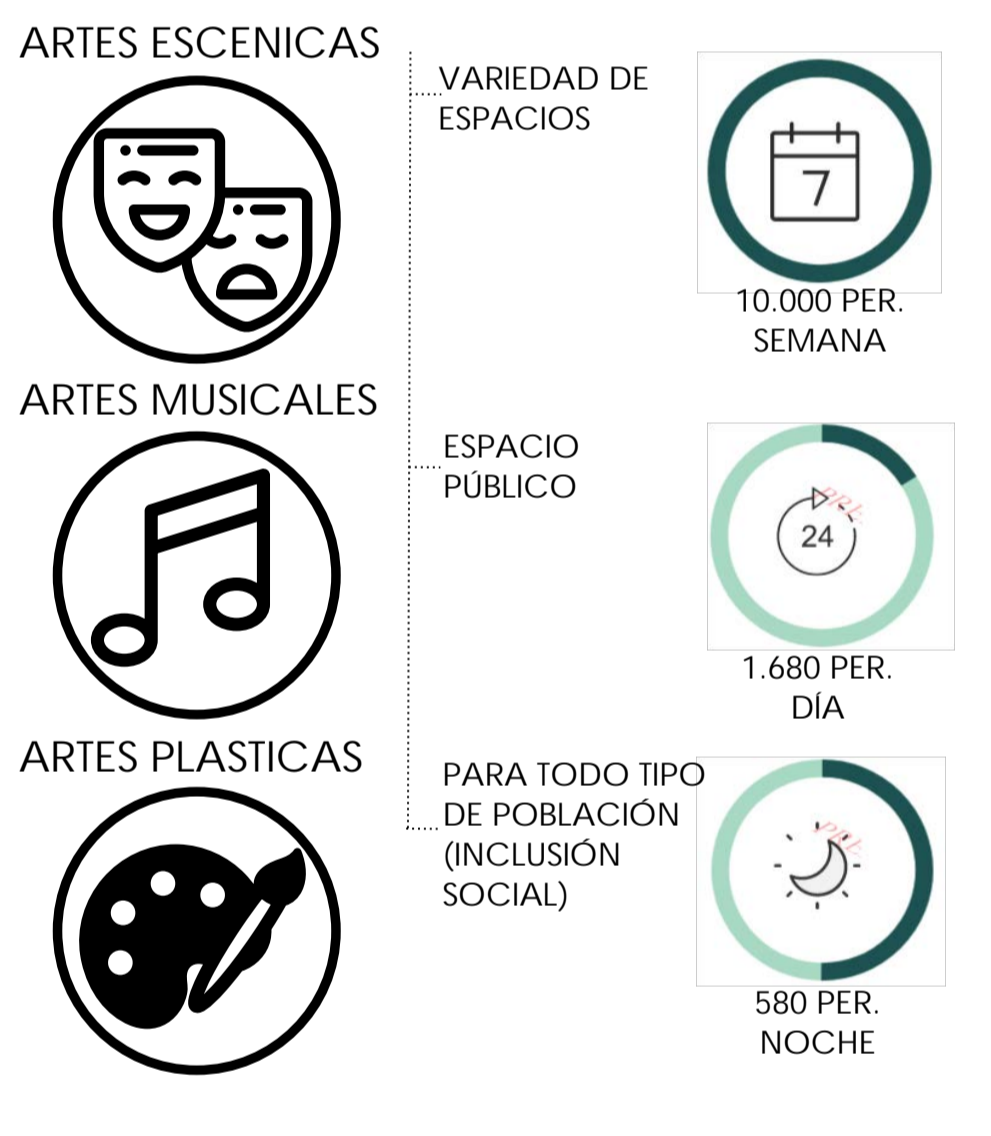 ARTES ESCENICAS
ARTES MUSICALES
ARTES PLASTICAS
VARIEDAD DE
ESPACIOS
ESPACIO
PÚBLICO
PARA TODO TIPO
DE POBLACIÓN
(INCLUSIÓN
SOCIAL)
7
10.000 PER.
SEMANA
24
1.680 PER.
DÍA
580 PER.
NOCHE